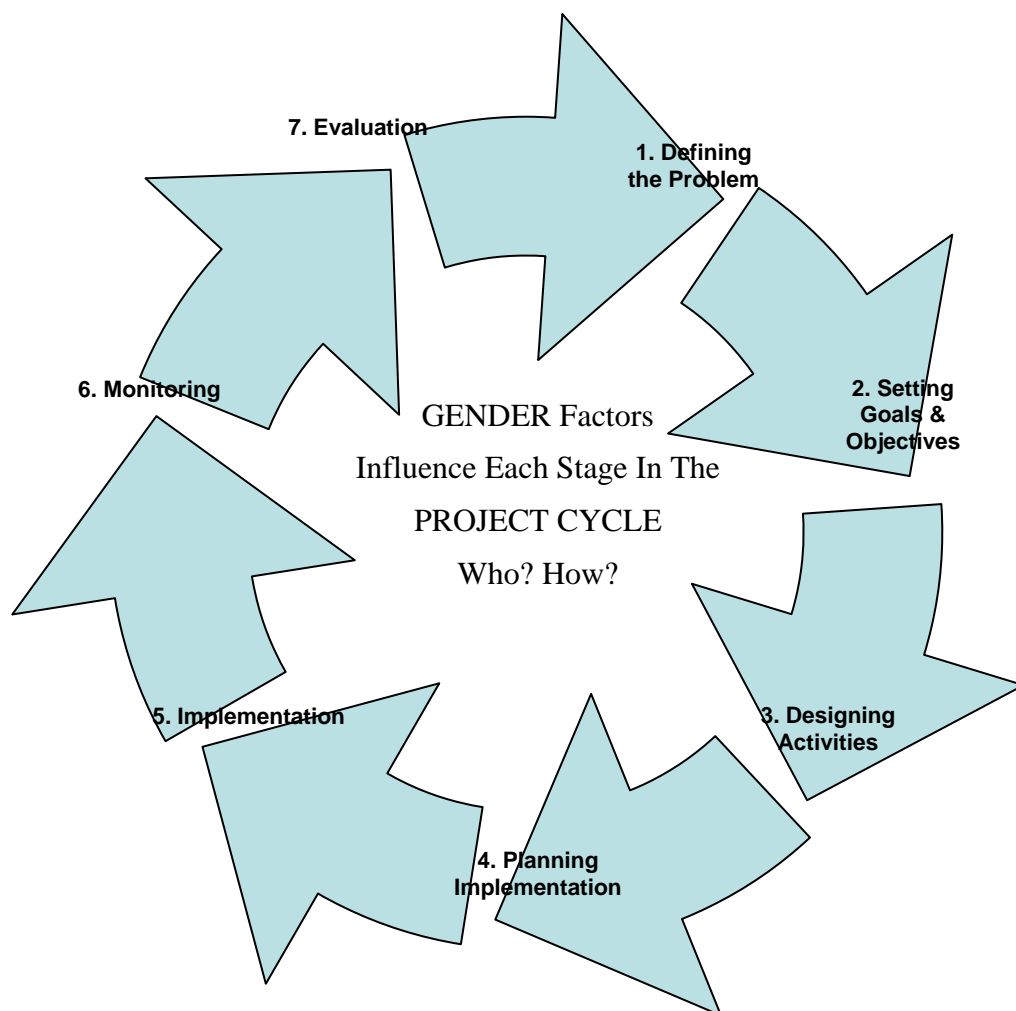 7. Evaluation
1. Defining
the Problem
2. Setting
Goals &
Objectives
3. Designing
Activities
4. Planning
Implementation
5. Implementation
6. Monitoring
GENDER Factors
Influence Each Stage In The
PROJECT CYCLE
Who? How?